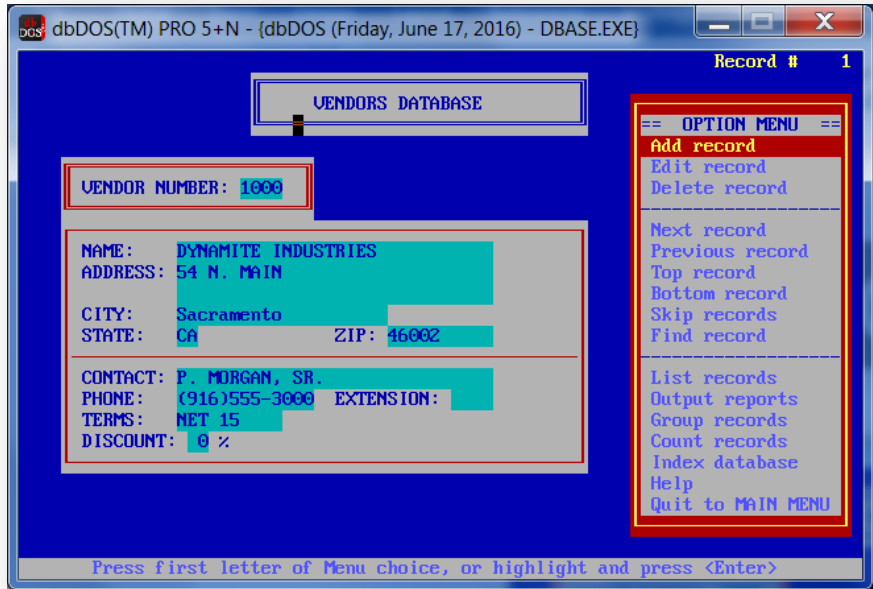 db DOS dbDOS(TM) PRO 5+N - {dbDOS (Friday, June 17, 2016) - DBASE.EXE}
Record # 1
VENDORS DATABASE
VENDOR NUMBER: 1000
NAME: DYNAMITE INDUSTRIES
ADDRESS: 54 N. MAIN
CITY: Sacramento
STATE: CA ZIP: 46002
CONTACT: P. MORGAN, SR.
PHONE: (916)555-3000 EXTENSION:
TERMS: NET 15
DISCOUNT: 0 %
== OPTION MENU ==
Add record
Edit record
Delete record
Next record
Previous record
Top record
Bottom record
Skip records
Find record
List records
Output reports
Group records
Count records
Index database
Help
Quit to MAIN MENU
Press first letter of Menu choice, or highlight and press <Enter>